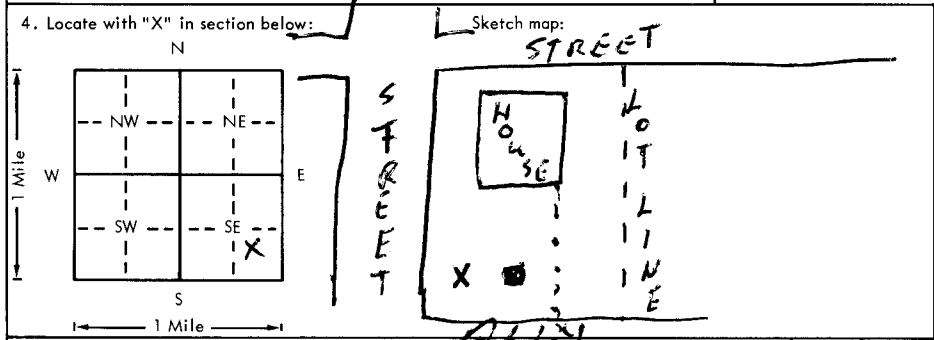 4. Locate with "X" in section below:
Sketch map:
N
STREET
NW
NE
1 Mile
W
E
SW
SE
X
S
1 Mile
STREET
HOUSE
LOT LINE
X